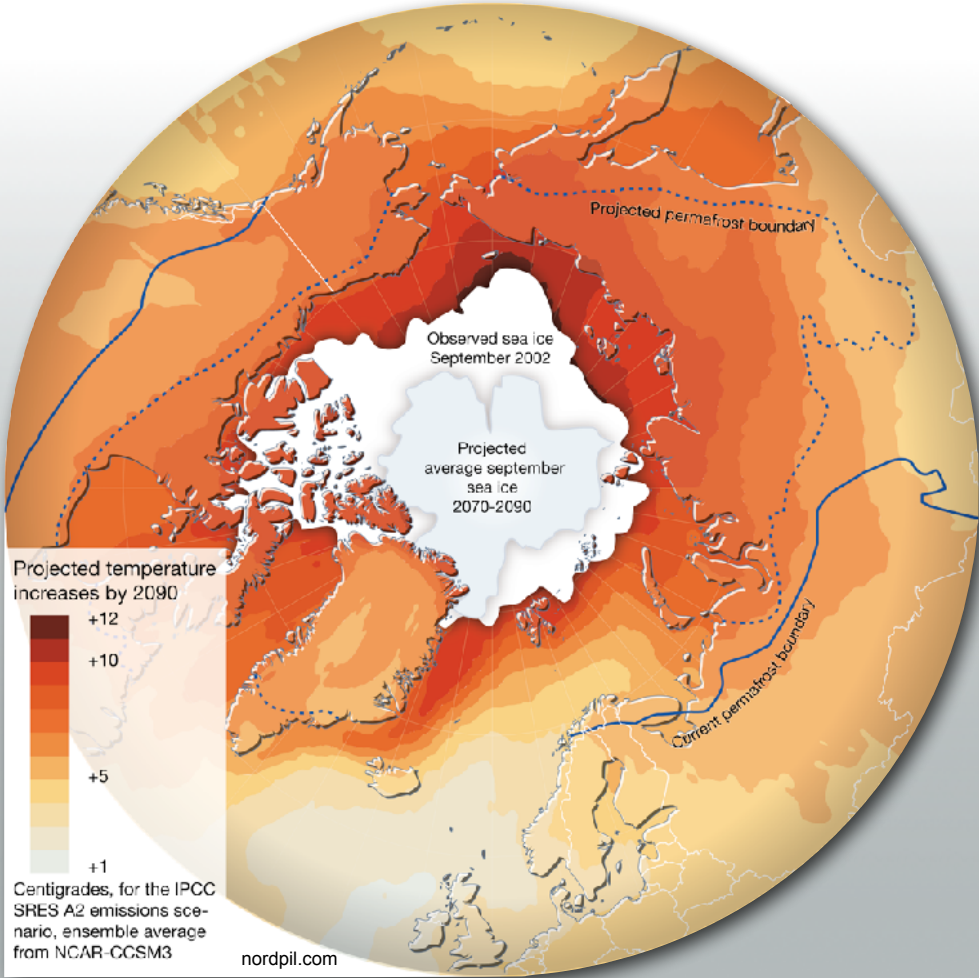 Projected permafrost boundary
Observed sea ice
September 2002
Projected
average september
sea ice
2070-2090
Current permafrost boundary
Projected temperature
increases by 2090
+12
+10
+5
+1
Centigrades, for the IPCC
SRES A2 emissions sce-
nario, ensemble average
from NCAR-CCSM3
nordpil.com